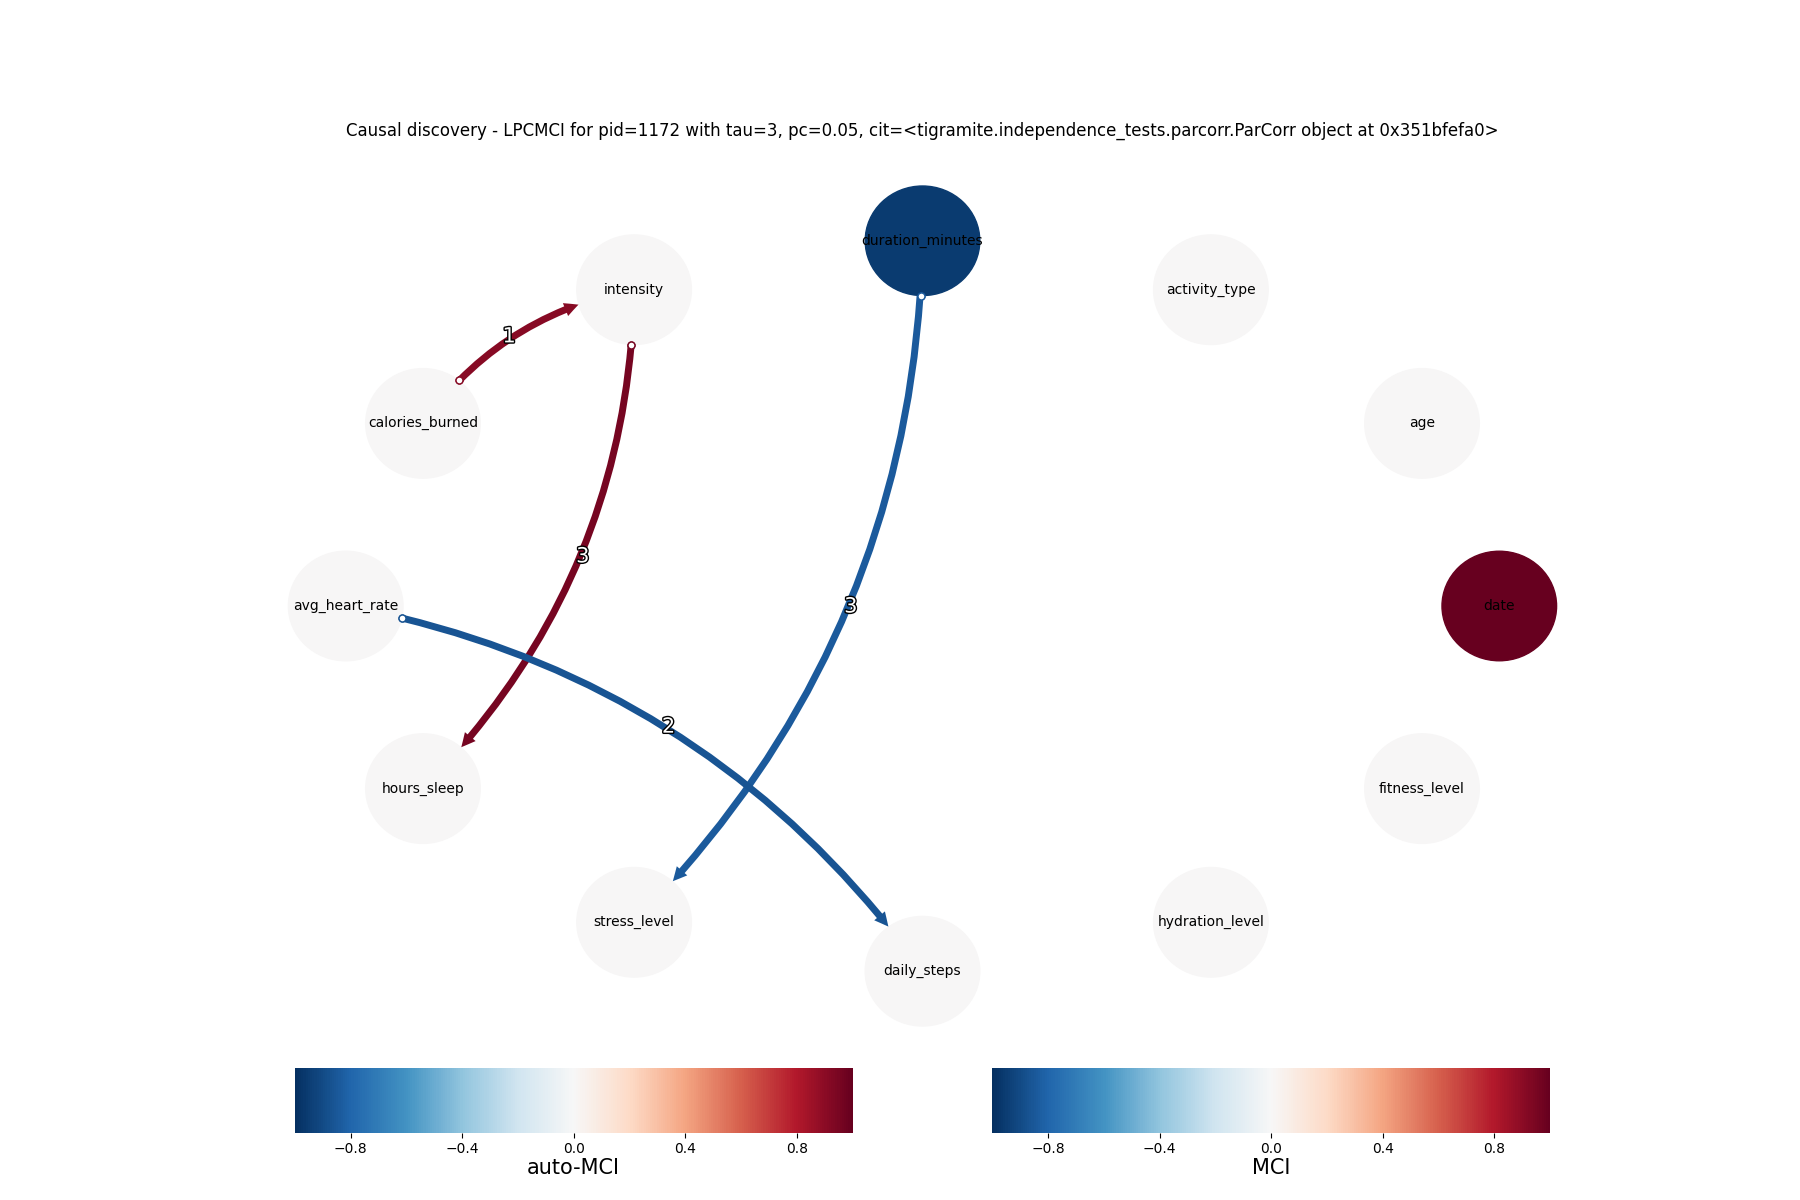 Causal discovery - LPCMCI for pid=1172 with tau=3, pc=0.05, cit=<tigramite.independence_tests.parcorr.ParCorr object at 0x351bfefa0>
duration_minutes
intensity
activity_type
1
calories_burned
age
3
avg_heart_rate
3
date
2
hours_sleep
fitness_level
stress_level
hydration_level
daily_steps
−0.8 −0.4 0.0 0.4 0.8
auto-MCI
−0.8 −0.4 0.0 0.4 0.8
MCI